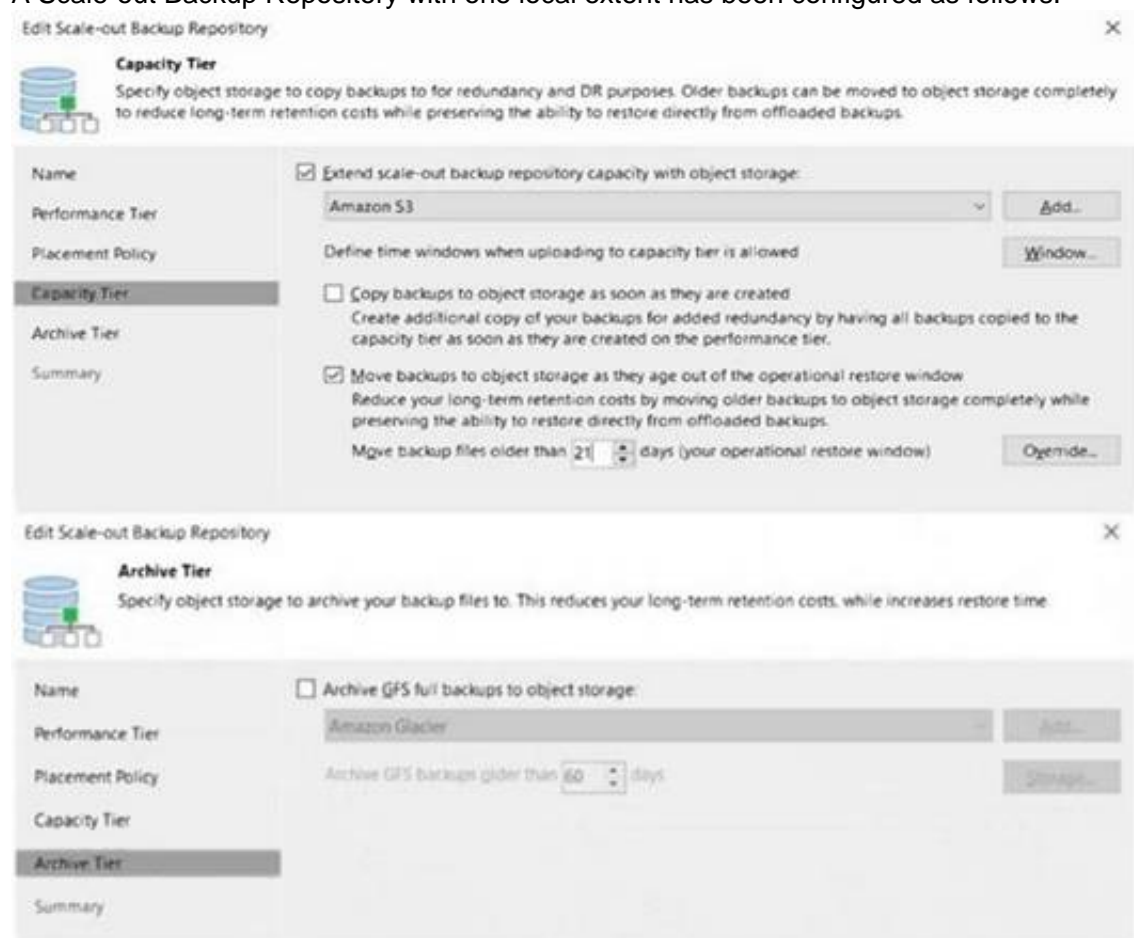 A Scale-out Backup Repository with one local extent has been configured as follows:
Edit Scale-out Backup Repository
Capacity Tier
Specify object storage to copy backups to for redundancy and DR purposes. Older backups can be moved to object storage completely
to reduce long-term retention costs while preserving the ability to restore directly from offloaded backups.
Name
Performance Tier
Placement Policy
Capacity Tier
Archive Tier
Summary
Extend scale-out backup repository capacity with object storage:
Amazon S3
Add...
Define time windows when uploading to capacity tier is allowed
Window...
Copy backups to object storage as soon as they are created
Create additional copy of your backups for added redundancy by having all backups copied to the
capacity tier as soon as they are created on the performance tier.
Move backups to object storage as they age out of the operational restore window
Reduce your long-term retention costs by moving older backups to object storage completely while
preserving the ability to restore directly from offloaded backups.
Move backup files older than 21 days (your operational restore window)
Override...
Edit Scale-out Backup Repository
Archive Tier
Specify object storage to archive your backup files to. This reduces your long-term retention costs, while increases restore time.
Name
Performance Tier
Placement Policy
Capacity Tier
Archive Tier
Summary
Archive GFS full backups to object storage:
Amazon Glacier
Add...
Archive GFS backups older than 60 days
Storage...